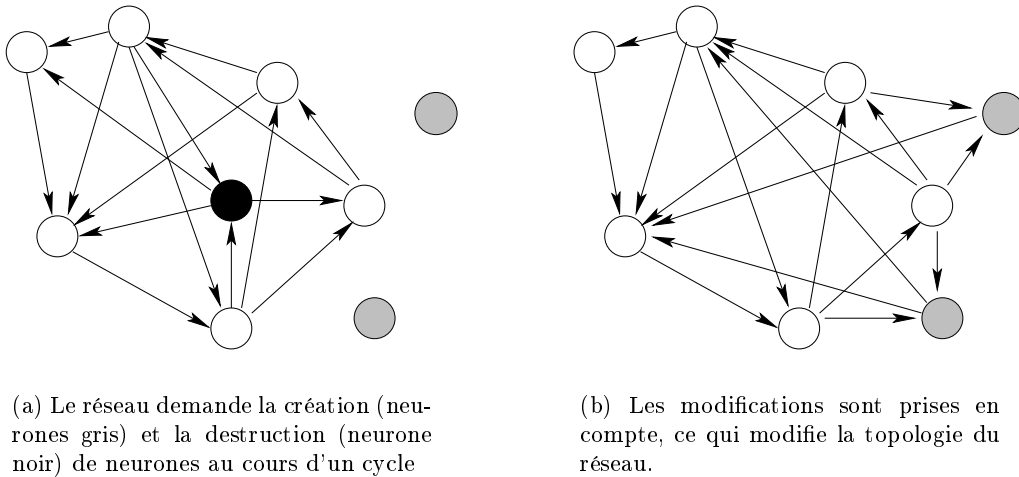 (a) Le réseau demande la création (neu-
rones gris) et la destruction (neurone
noir) de neurones au cours d'un cycle
(b) Les modifications sont prises en
compte, ce qui modifie la topologie du
réseau.